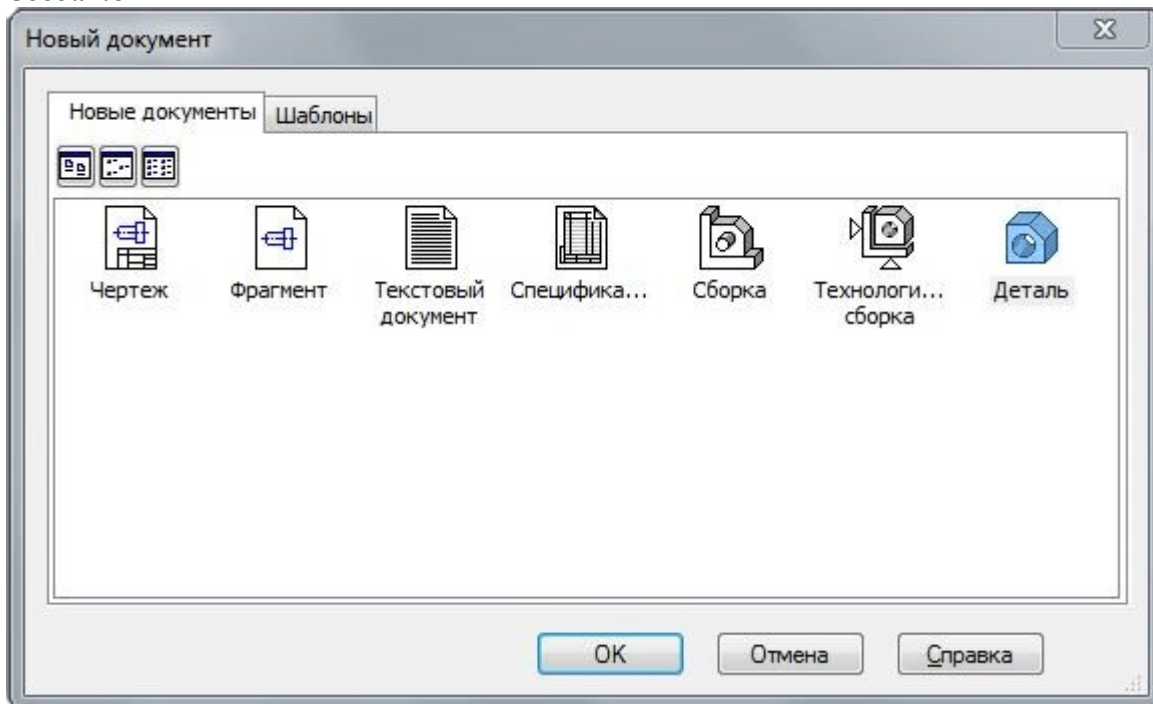 Новый документ
Новые документы Шаблоны
Чертеж Фрагмент Текстовый документ Специфика... Сборка Технологи... сборка Деталь
OK Отмена Справка